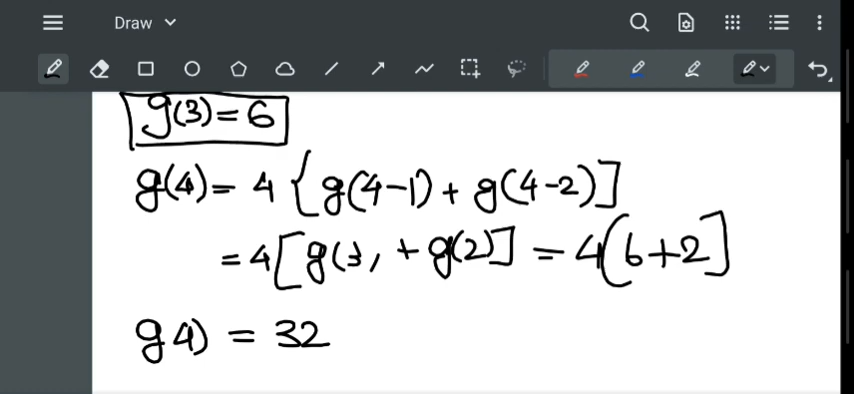 Draw
g(3)=6
g(4)= 4 { g(4-1) + g(4-2)]
= 4[ g(3, + g(2)] = 4(6+2]
g4) = 32